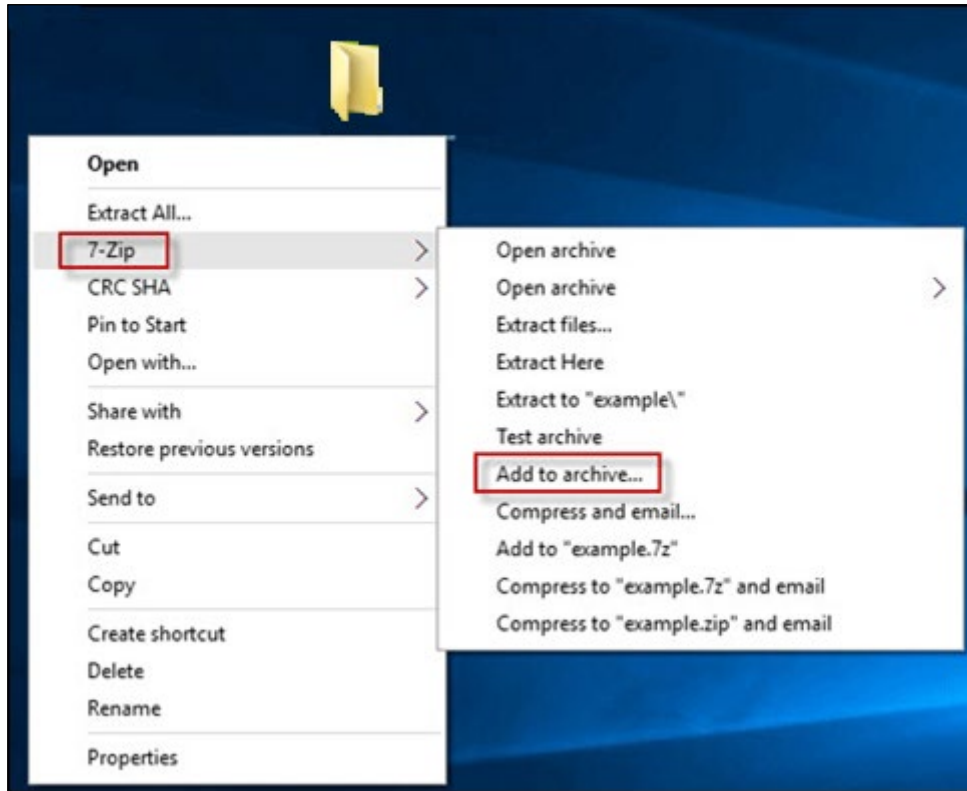 Open
Extract All...
7-Zip
CRC SHA
Pin to Start
Open with...
Share with
Restore previous versions
Send to
Cut
Copy
Create shortcut
Delete
Rename
Properties
Open archive
Open archive
Extract files...
Extract Here
Extract to "example\"
Test archive
Add to archive...
Compress and email...
Add to "example.7z"
Compress to "example.7z" and email
Compress to "example.zip" and email